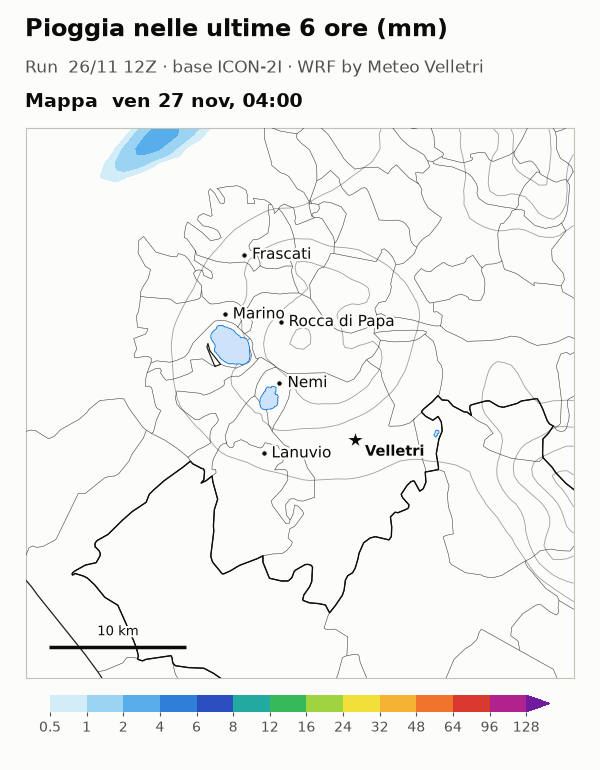 Pioggia nelle ultime 6 ore (mm)
Run  26/11 12Z · base ICON-2I · WRF by Meteo Velletri
Mappa  ven 27 nov, 04:00
Frascati
Marino
Rocca di Papa
Nemi
Velletri
Lanuvio
10 km
0.5 1 2 4 6 8 12 16 24 32 48 64 96 128